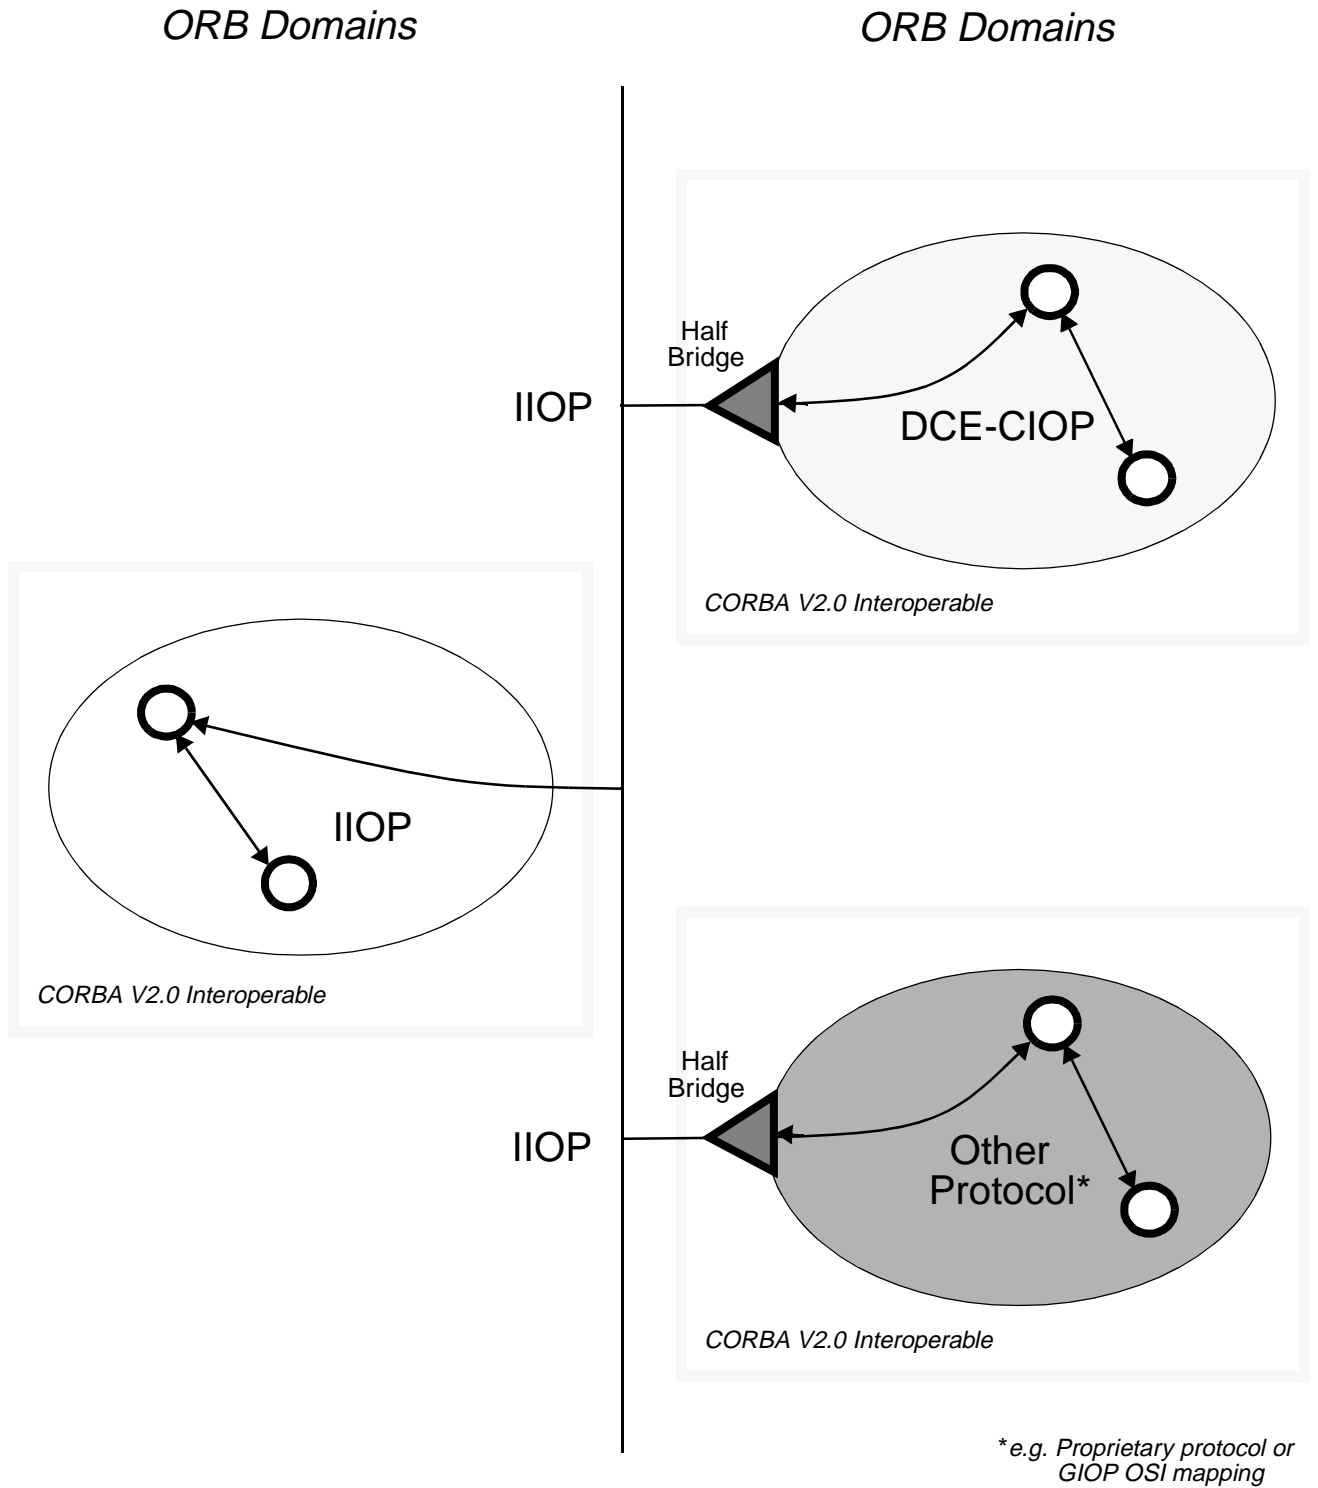 ORB Domains
ORB Domains
Half
Bridge
IIOP
DCE-CIOP
CORBA V2.0 Interoperable
IIOP
CORBA V2.0 Interoperable
Half
Bridge
IIOP
Other
Protocol*
CORBA V2.0 Interoperable
*e.g. Proprietary protocol or
GIOP OSI mapping